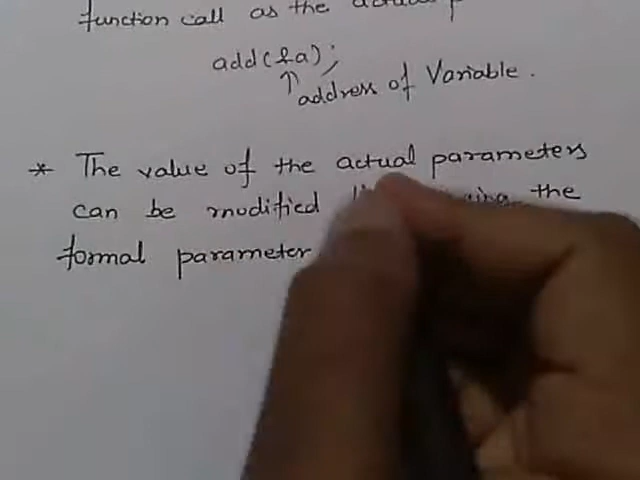 function call as the
add(&a);
↑ address of Variable.
* The value of the actual parameters
can be modified the
formal parameter